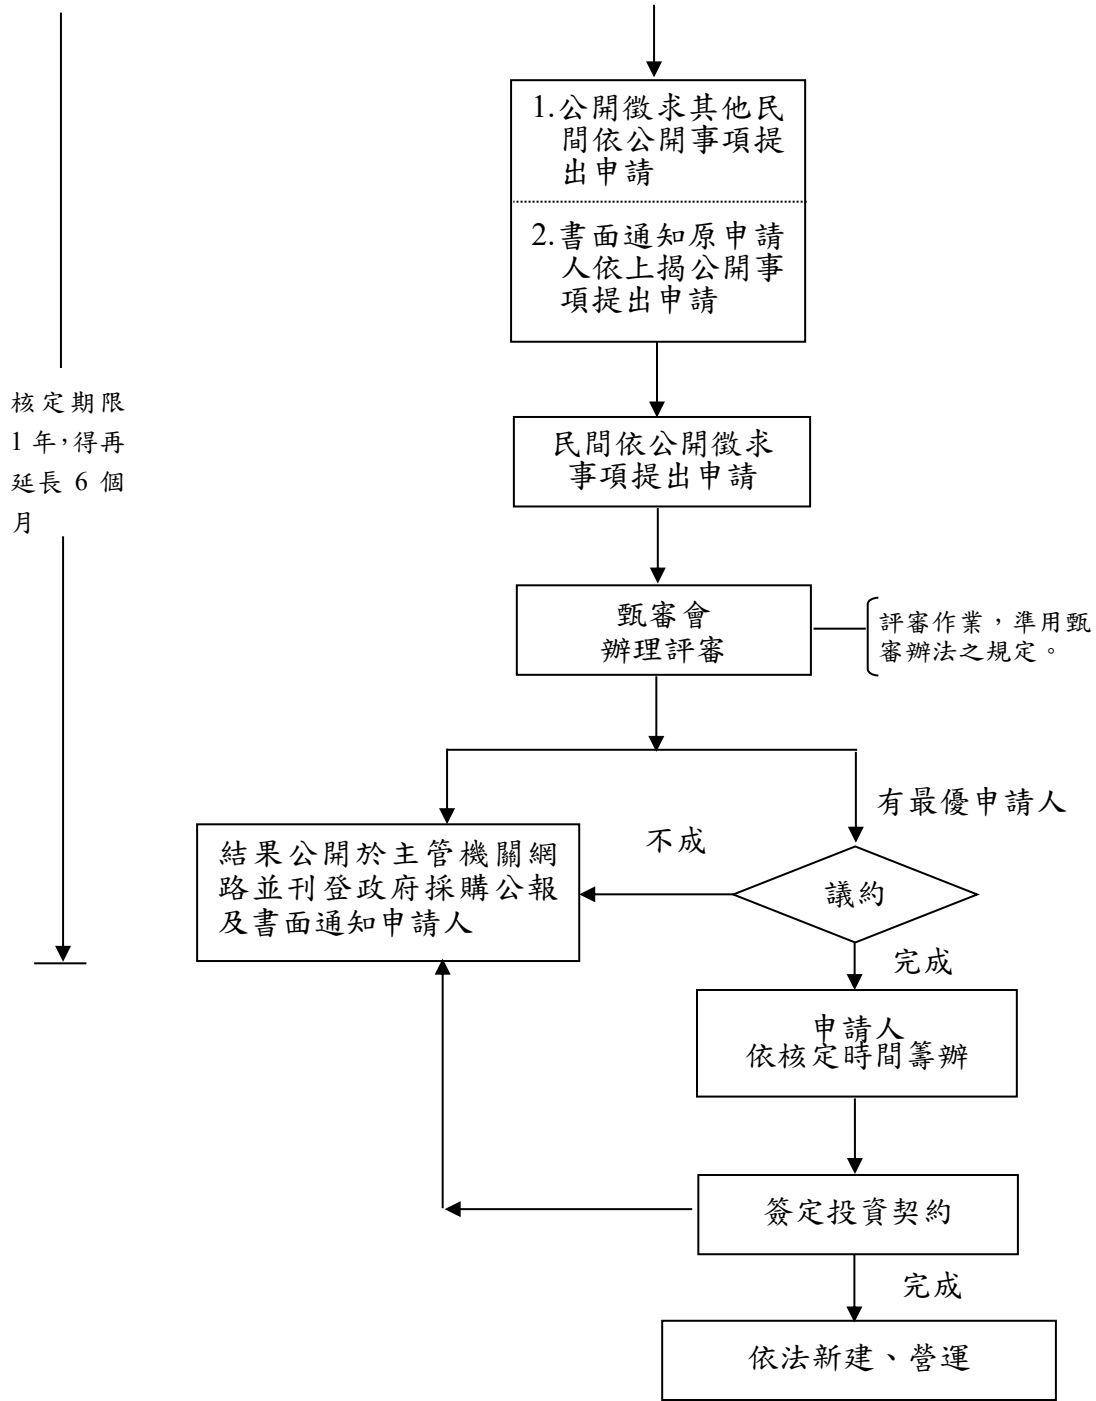 1.公開徵求其他民
間依公開事項提
出申請
2.書面通知原申請
人依上揭公開事
項提出申請
核定期限
1年，得再
延長 6 個
月
民間依公開徵求
事項提出申請
甄審會
辦理評審
評審作業，準用甄
審辦法之規定。
有最優申請人
不成
結果公開於主管機關網
路並刊登政府採購公報
及書面通知申請人
議約
完成
申請人
依核定時間籌辦
簽定投資契約
完成
依法新建、營運